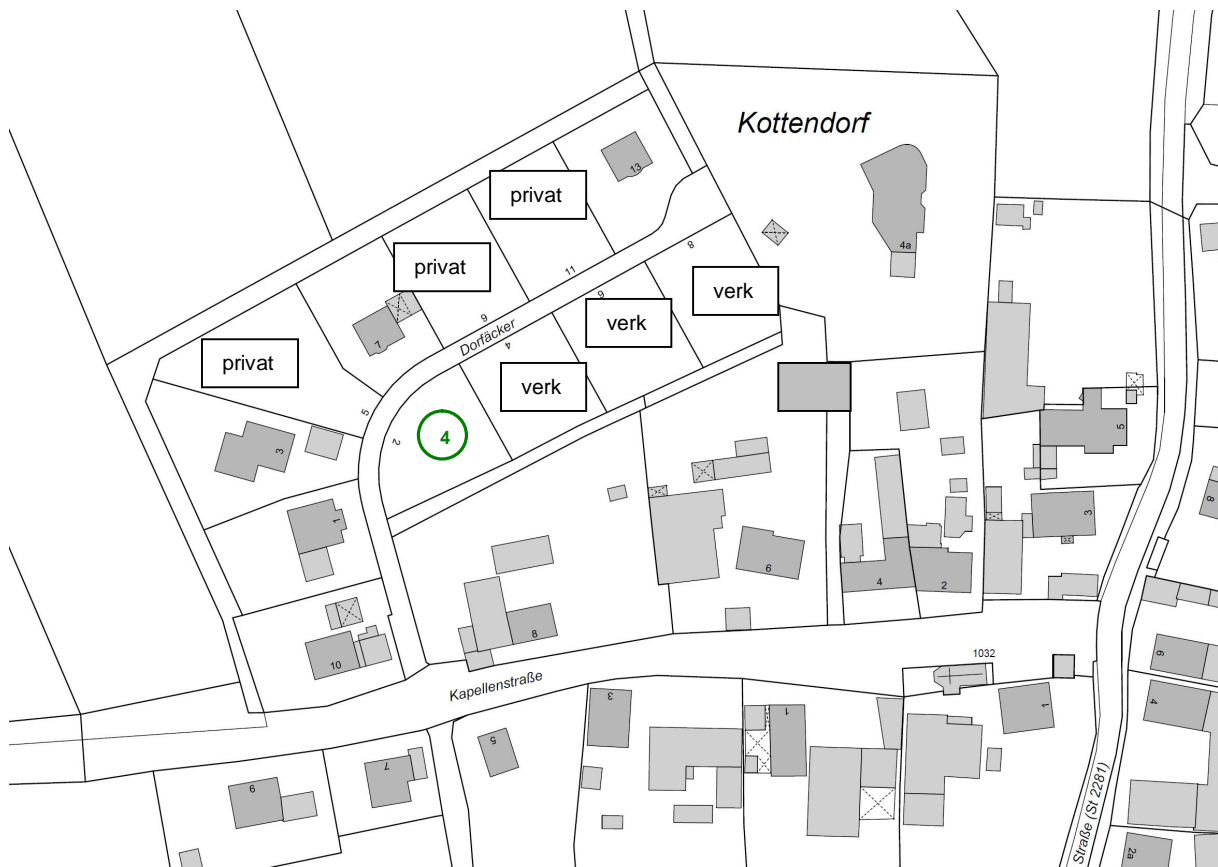 Kottendorf
13
privat
4a
8
11
privat
verk
9
6
verk
Dorfäcker
7
4
privat
verk
5
2
4
3
5
1
3
8
6
4
2
8
10
1032
6
Kapellenstraße
3
1
1
4
5
7
9
Straße (St 2281)
2a